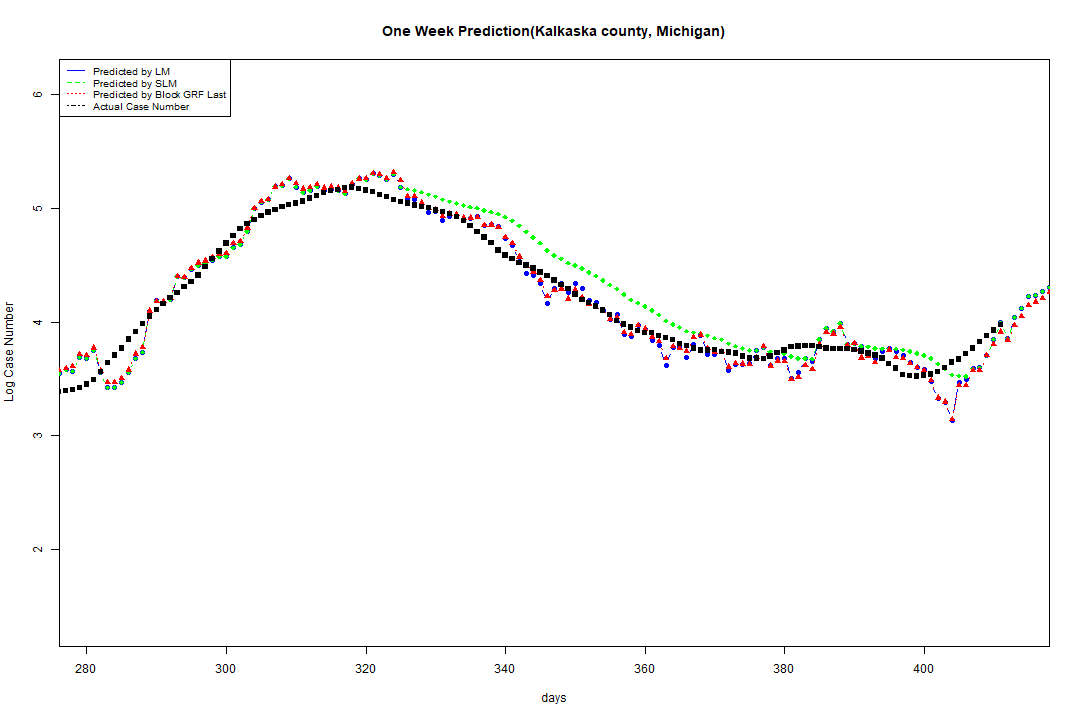 One Week Prediction(Kalkaska county, Michigan)
Predicted by LM
Predicted by SLM
Predicted by Block GRF Last
Actual Case Number
6
5
4
3
2
Log Case Number
280 300 320 340 360 380 400
days